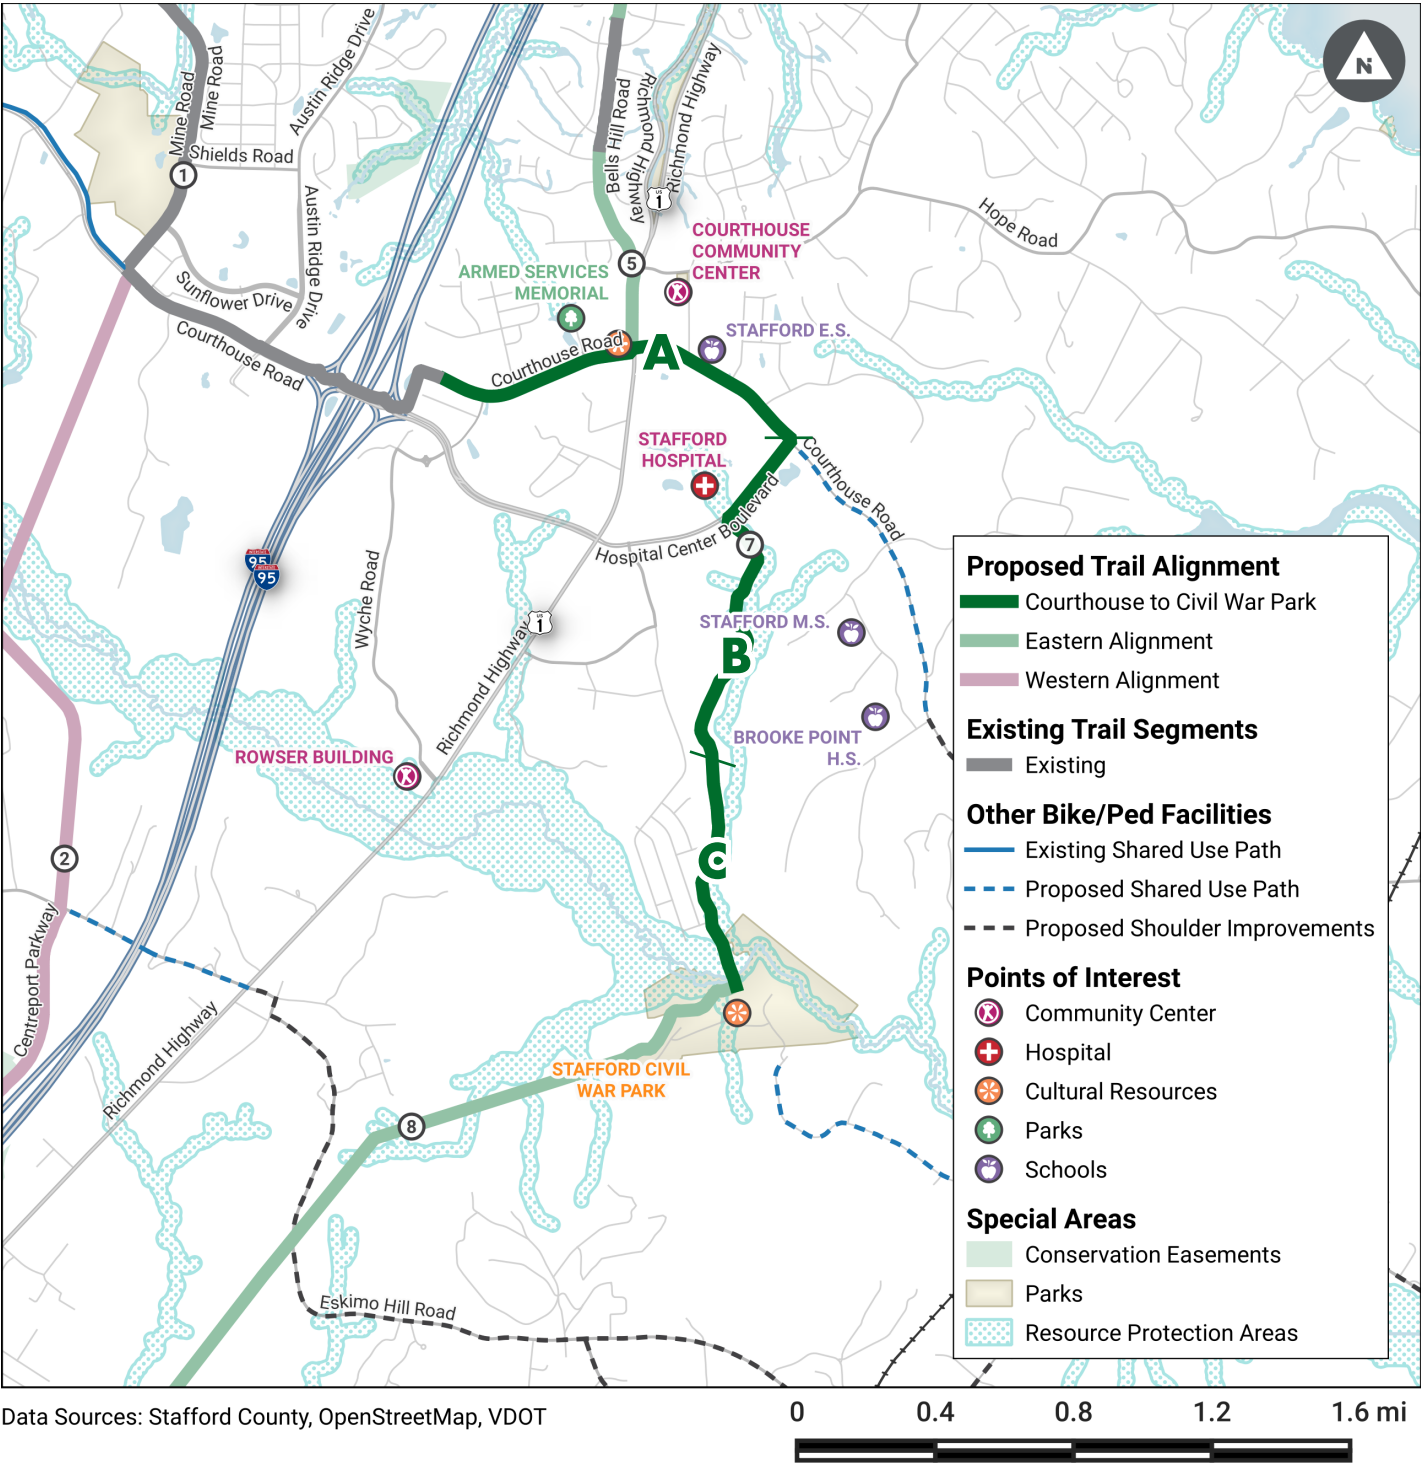 Mine Road
Mine Road
Austin Ridge Drive
Shields Road
1
Austin Ridge Drive
Sunflower Drive
Courthouse Road
Bells Hill Road
Richmond Highway
Richmond Highway
US
1
Hope Road
N
5
COURTHOUSE
COMMUNITY
CENTER
ARMED SERVICES
MEMORIAL
STAFFORD E.S.
Courthouse Road
A
STAFFORD
HOSPITAL
Courthouse Road
Hospital Center Boulevard
7
95
95
Wyche Road
US
1
Richmond Highway
STAFFORD M.S.
B
BROOKE POINT
H.S.
ROWSER BUILDING
2
C
Centreport Parkway
Richmond Highway
STAFFORD CIVIL
WAR PARK
8
Eskimo Hill Road
Proposed Trail Alignment
Courthouse to Civil War Park
Eastern Alignment
Western Alignment
Existing Trail Segments
Existing
Other Bike/Ped Facilities
Existing Shared Use Path
Proposed Shared Use Path
Proposed Shoulder Improvements
Points of Interest
Community Center
Hospital
Cultural Resources
Parks
Schools
Special Areas
Conservation Easements
Parks
Resource Protection Areas
Data Sources: Stafford County, OpenStreetMap, VDOT
0 0.4 0.8 1.2 1.6 mi